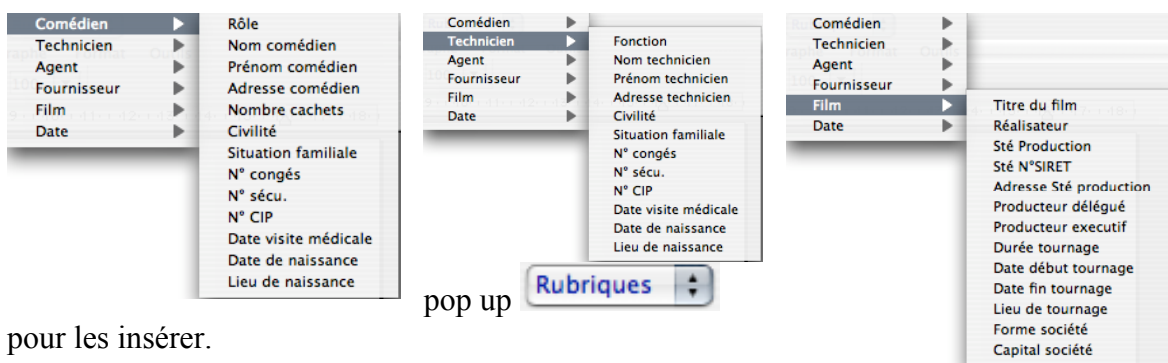 Comédien
Technicien
Agent
Fournisseur
Film
Date
Rôle
Nom comédien
Prénom comédien
Adresse comédien
Nombre cachets
Civilité
Situation familiale
N° congés
N° sécu.
N° CIP
Date visite médicale
Date de naissance
Lieu de naissance
Comédien
Technicien
Agent
Fournisseur
Film
Date
Fonction
Nom technicien
Prénom technicien
Adresse technicien
Civilité
Situation familiale
N° congés
N° sécu.
N° CIP
Date visite médicale
Date de naissance
Lieu de naissance
Comédien
Technicien
Agent
Fournisseur
Film
Date
Titre du film
Réalisateur
Sté Production
Sté N°SIRET
Adresse Sté production
Producteur délégué
Producteur executif
Durée tournage
Date début tournage
Date fin tournage
Lieu de tournage
Forme société
Capital société
pop up Rubriques
pour les insérer.